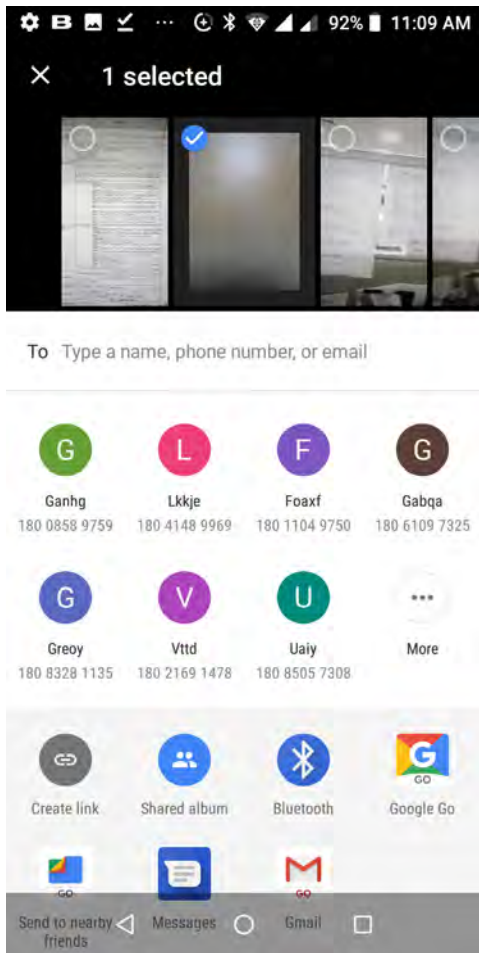 92% 11:09 AM
1 selected
To Type a name, phone number, or email
G L F G
Ganhg Lkkje Foaxf Gabqa
180 0858 9759 180 4148 9969 180 1104 9750 180 6109 7325
G V U
Greoy Vttd Uaiy More
180 8328 1135 180 2169 1478 180 8505 7308
G
GO
Create link Shared album Bluetooth Google Go
GO GO
Send to nearby Messages Gmail
friends